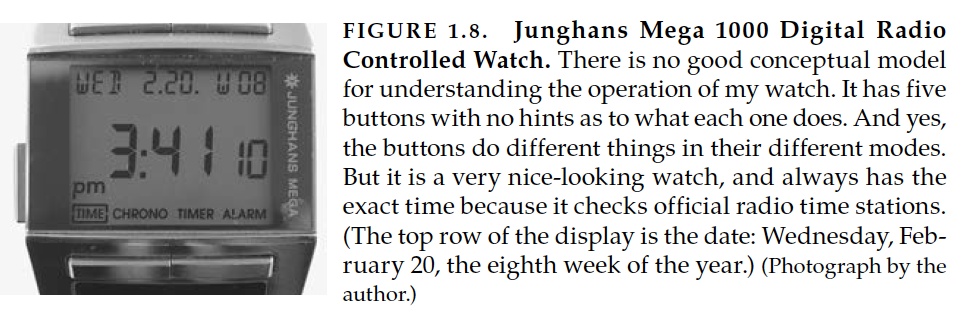 WED 2.20. W 08
3:41 10
pm
TIME CHRONO TIMER ALARM
JUNGHANS MEGA
FIGURE 1.8. Junghans Mega 1000 Digital Radio
Controlled Watch. There is no good conceptual model
for understanding the operation of my watch. It has five
buttons with no hints as to what each one does. And yes,
the buttons do different things in their different modes.
But it is a very nice-looking watch, and always has the
exact time because it checks official radio time stations.
(The top row of the display is the date: Wednesday, Feb-
ruary 20, the eighth week of the year.) (Photograph by the
author.)